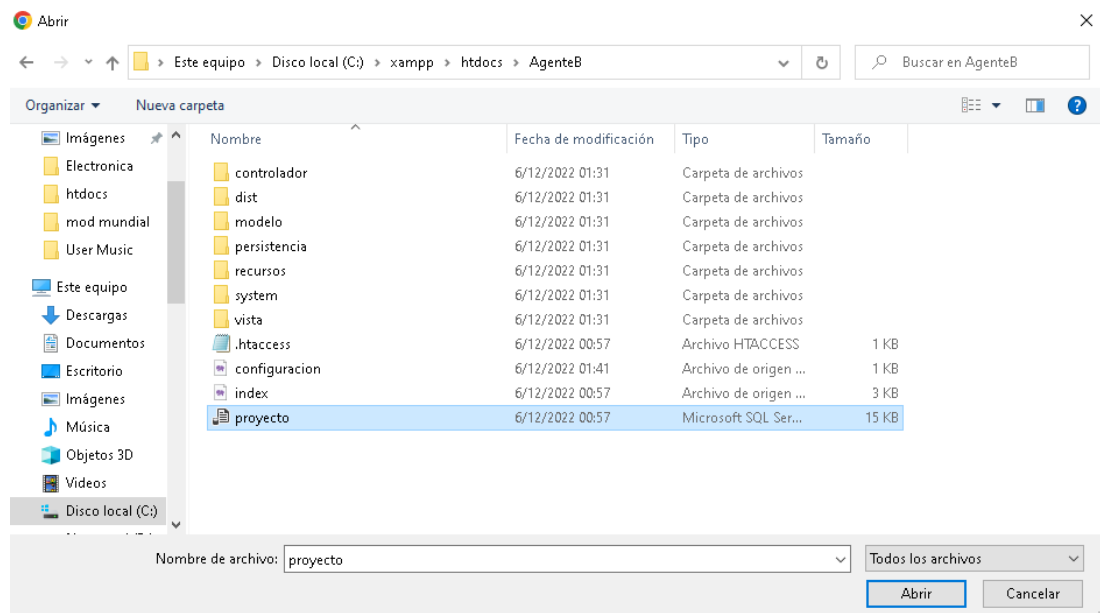 Abrir
Este equipo > Disco local (C:) > xampp > htdocs > AgenteB
Buscar en AgenteB
Organizar
Nueva carpeta
Imágenes
Electronica
htdocs
mod mundial
User Music
Este equipo
Descargas
Documentos
Escritorio
Imágenes
Música
Objetos 3D
Videos
Disco local (C:)
Nombre Fecha de modificación Tipo Tamaño
controlador 6/12/2022 01:31 Carpeta de archivos
dist 6/12/2022 01:31 Carpeta de archivos
modelo 6/12/2022 01:31 Carpeta de archivos
persistencia 6/12/2022 01:31 Carpeta de archivos
recursos 6/12/2022 01:31 Carpeta de archivos
system 6/12/2022 01:31 Carpeta de archivos
vista 6/12/2022 01:31 Carpeta de archivos
.htaccess 6/12/2022 00:57 Archivo HTACCESS 1 KB
configuracion 6/12/2022 01:41 Archivo de origen ... 1 KB
index 6/12/2022 00:57 Archivo de origen ... 3 KB
proyecto 6/12/2022 00:57 Microsoft SQL Ser... 15 KB
Nombre de archivo: proyecto
Todos los archivos
Abrir
Cancelar